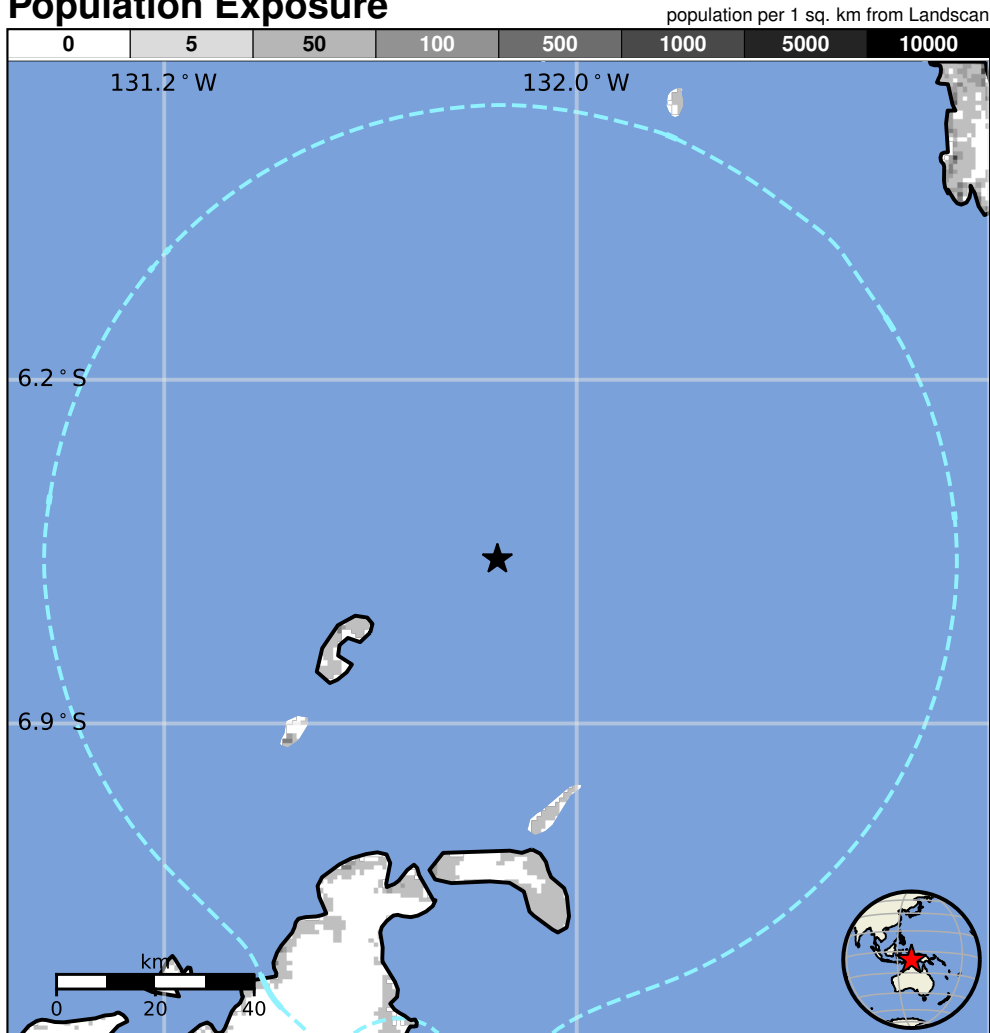 Population Exposure
population per 1 sq. km from Landscan
0 5 50 100 500 1000 5000 10000
131.2°W 132.0°W
6.2°S
6.9°S
km
0 20 40